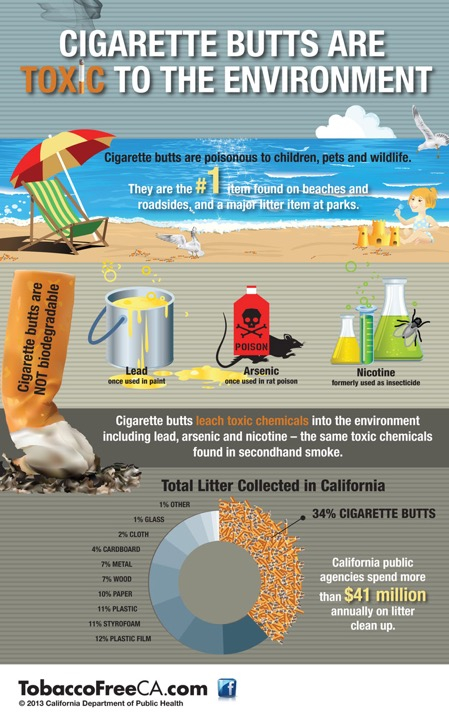 CIGARETTE BUTTS ARE
TOXIC TO THE ENVIRONMENT
Cigarette butts are poisonous to children, pets and wildlife.
They are the #1 item found on beaches and
roadsides, and a major litter item at parks.
Cigarette butts are
NOT biodegradable
Lead
once used in paint
POISON
Arsenic
once used in rat poison
Nicotine
formerly used as insecticide
Cigarette butts leach toxic chemicals into the environment
including lead, arsenic and nicotine – the same toxic chemicals
found in secondhand smoke.
Total Litter Collected in California
1% OTHER
1% GLASS
2% CLOTH
4% CARDBOARD
7% METAL
7% WOOD
10% PAPER
11% PLASTIC
11% STYROFOAM
12% PLASTIC FILM
34% CIGARETTE BUTTS
California public
agencies spend more
than $41 million
annually on litter
clean up.
TobaccoFreeCA.com f
© 2013 California Department of Public Health